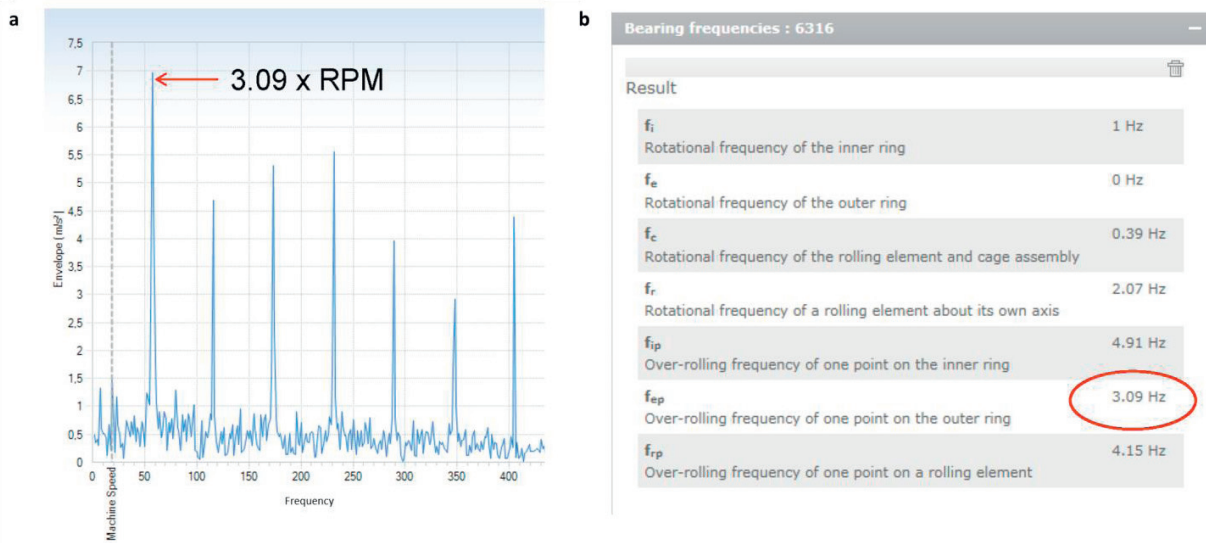 a
7,5
7
6,5
6
5,5
5
4,5
4
3,5
3
2,5
2
1,5
1
0,5
0
Envelope [m/s²]
3.09 x RPM
0 50 100 150 200 250 300 350 400
Machine Speed
Frequency
b
Bearing frequencies : 6316
Result
fi 1 Hz
Rotational frequency of the inner ring
fe 0 Hz
Rotational frequency of the outer ring
fc 0.39 Hz
Rotational frequency of the rolling element and cage assembly
fr 2.07 Hz
Rotational frequency of a rolling element about its own axis
fip 4.91 Hz
Over-rolling frequency of one point on the inner ring
fep 3.09 Hz
Over-rolling frequency of one point on the outer ring
frp 4.15 Hz
Over-rolling frequency of one point on a rolling element